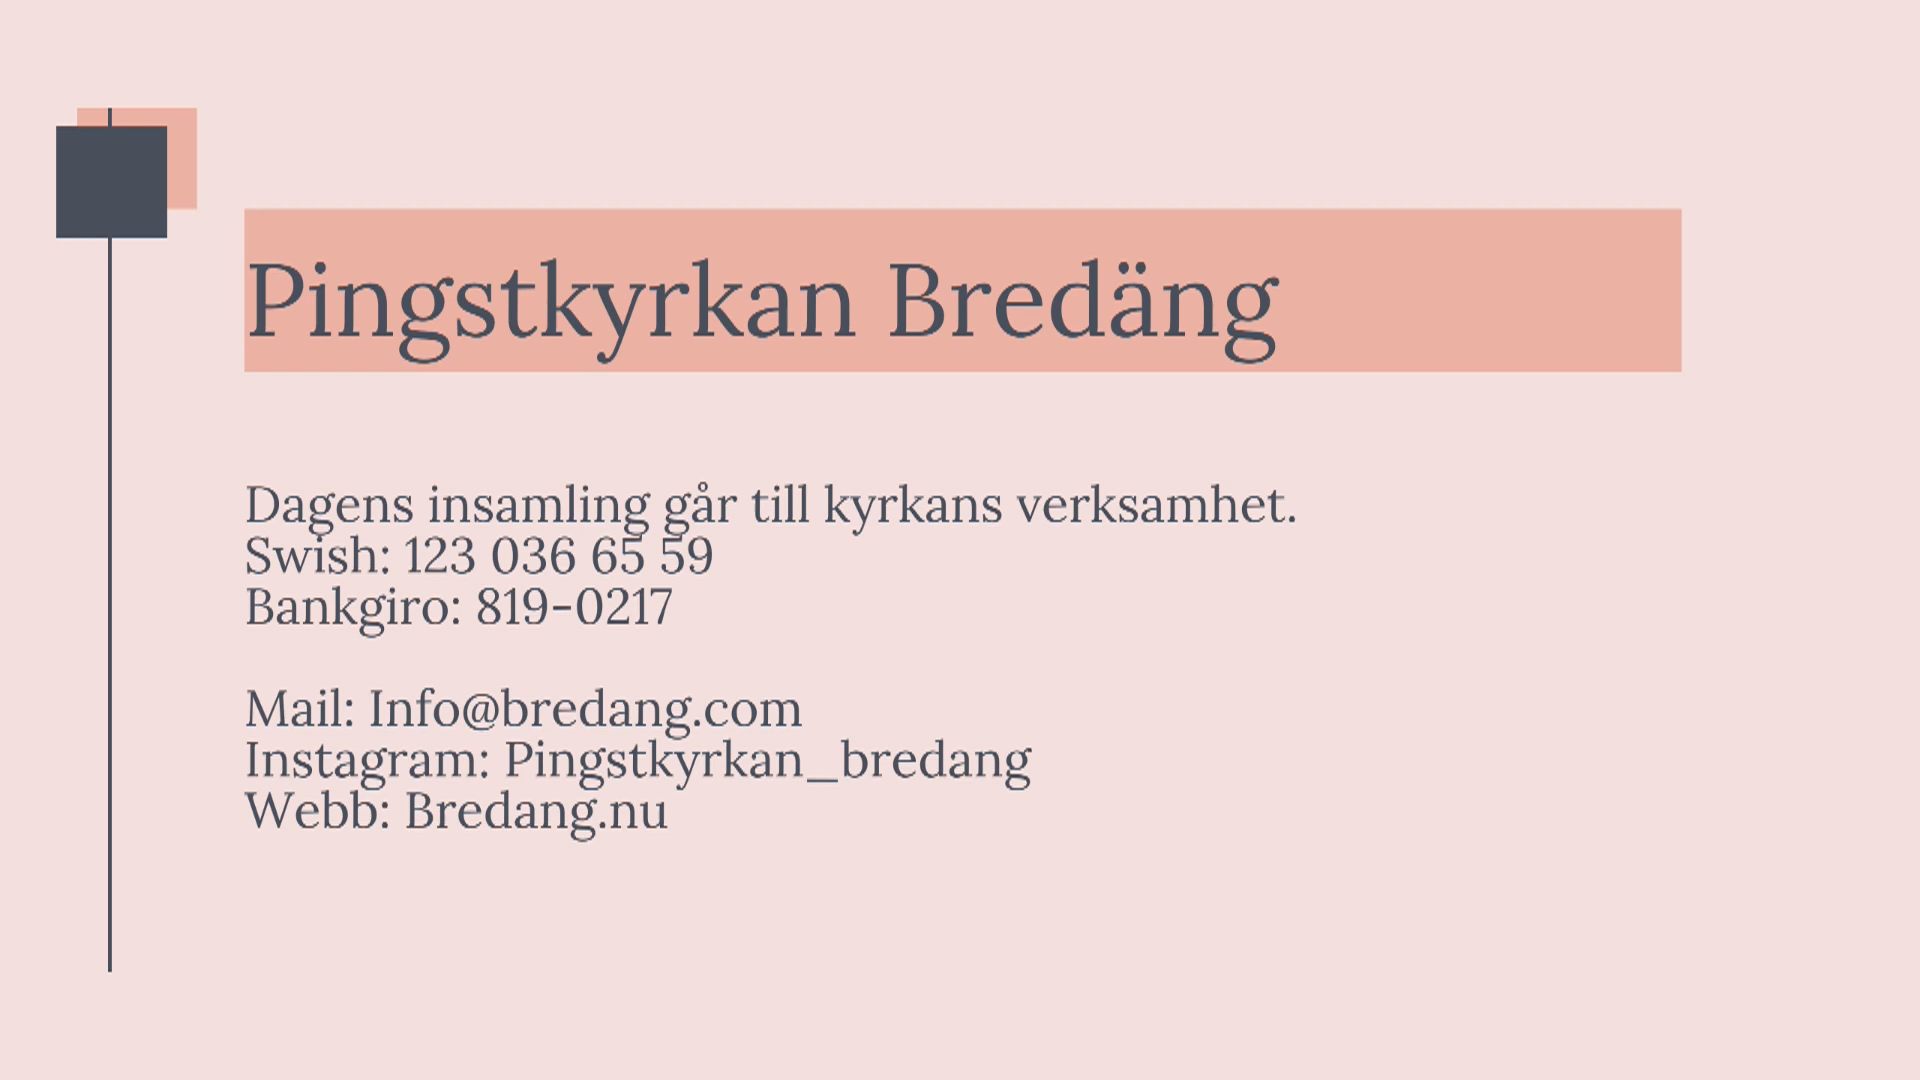 Pingstkyrkan Bredäng
Dagens insamling går till kyrkans verksamhet.
Swish: 123 036 65 59
Bankgiro: 819-0217
Mail: Info@bredang.com
Instagram: Pingstkyrkan_bredang
Webb: Bredang.nu